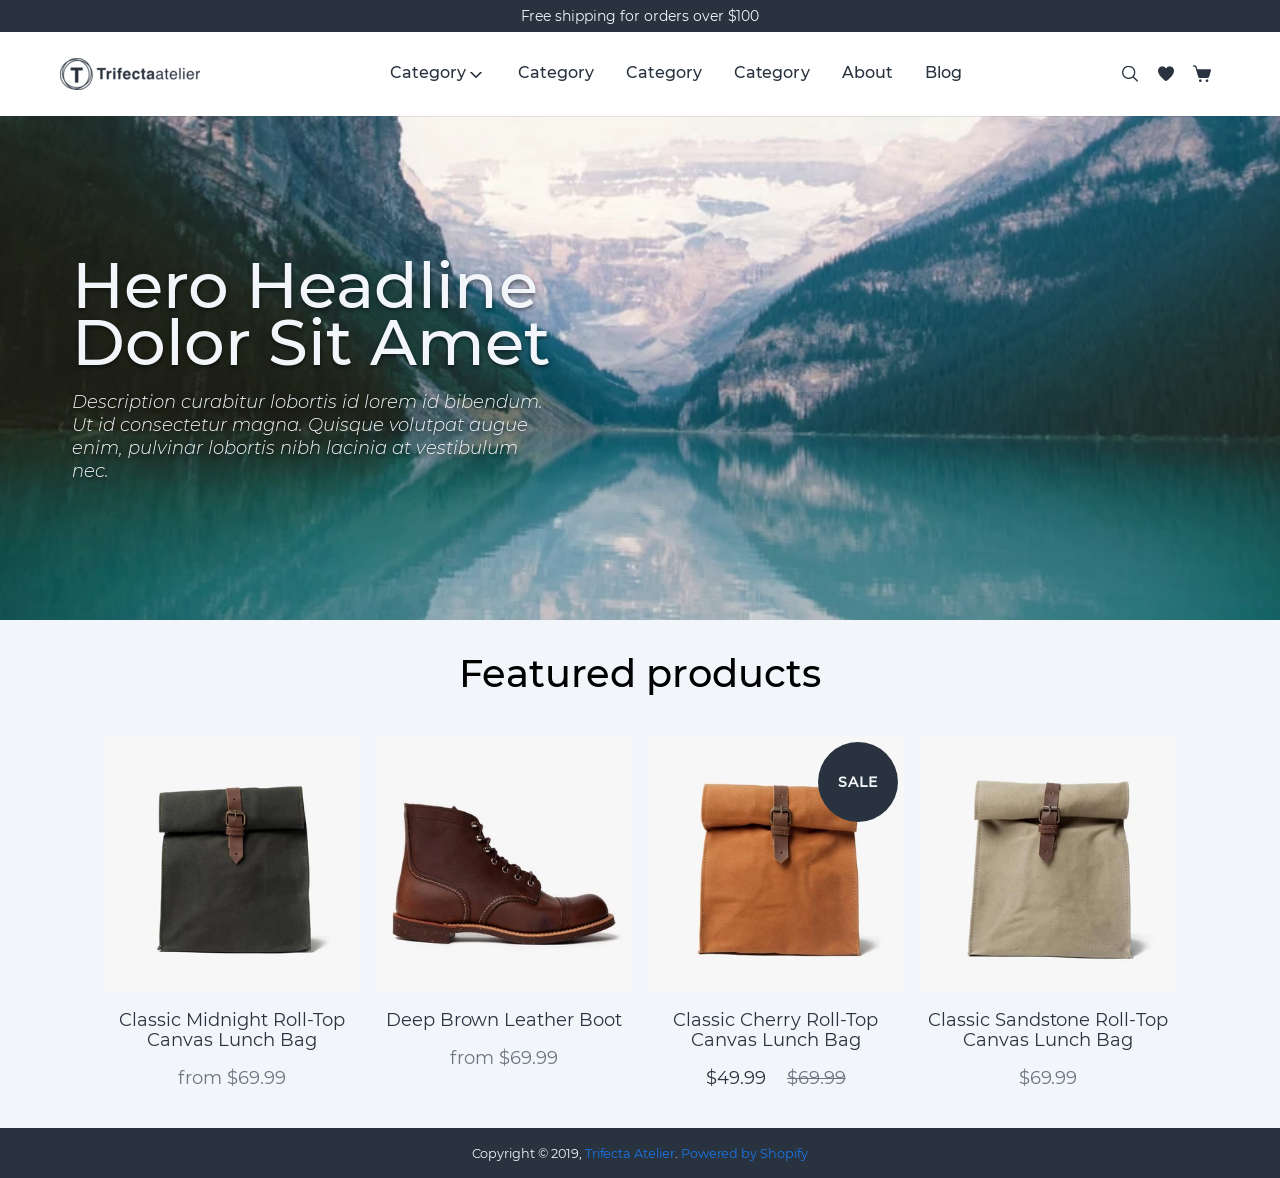 Free shipping for orders over $100
T Trifectaatelier
Category Category Category Category About Blog
Hero Headline
Dolor Sit Amet
Description curabitur lobortis id lorem id bibendum.
Ut id consectetur magna. Quisque volutpat augue
enim, pulvinar lobortis nibh lacinia at vestibulum
nec.
Featured products
SALE
Classic Midnight Roll-Top
Canvas Lunch Bag
from $69.99
Deep Brown Leather Boot
from $69.99
Classic Cherry Roll-Top
Canvas Lunch Bag
$49.99 $69.99
Classic Sandstone Roll-Top
Canvas Lunch Bag
$69.99
Copyright © 2019, Trifecta Atelier. Powered by Shopify